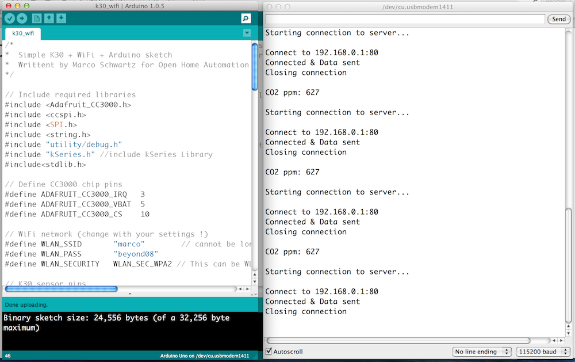 k30_wifi | Arduino 1.0.5
k30_wifi
/*
* Simple K30 + Wifi + Arduino sketch
* Writtent by Marco Schwartz for Open Home Automation
*/
// Include required libraries
#include <Adafruit_CC3000.h>
#include <ccspi.h>
#include <SPI.h>
#include <string.h>
#include "utility/debug.h"
#include "kSeries.h" //include kSeries Library
#include<stdlib.h>
// Define CC3000 chip pins
#define ADAFRUIT_CC3000_IRQ 3
#define ADAFRUIT_CC3000_VBAT 5
#define ADAFRUIT_CC3000_CS 10
// WiFi network (change with your settings !)
#define WLAN_SSID "marco" // cannot be lon
#define WLAN_PASS "beyond08"
#define WLAN_SECURITY WLAN_SEC_WPA2 // This can be WL
// K30 sensor pins
Done uploading.
Binary sketch size: 24,556 bytes (of a 32,256 byte
maximum)
46
Arduino Uno on /dev/cu.usbmodem1411
/dev/cu.usbmodem1411
Send
Starting connection to server...
Connect to 192.168.0.1:80
Connected & Data sent
Closing connection
CO2 ppm: 627
Starting connection to server...
Connect to 192.168.0.1:80
Connected & Data sent
Closing connection
CO2 ppm: 627
Starting connection to server...
Connect to 192.168.0.1:80
Connected & Data sent
Closing connection
CO2 ppm: 627
Starting connection to server...
Connect to 192.168.0.1:80
Connected & Data sent
Closing connection
Autoscroll
No line ending
115200 baud